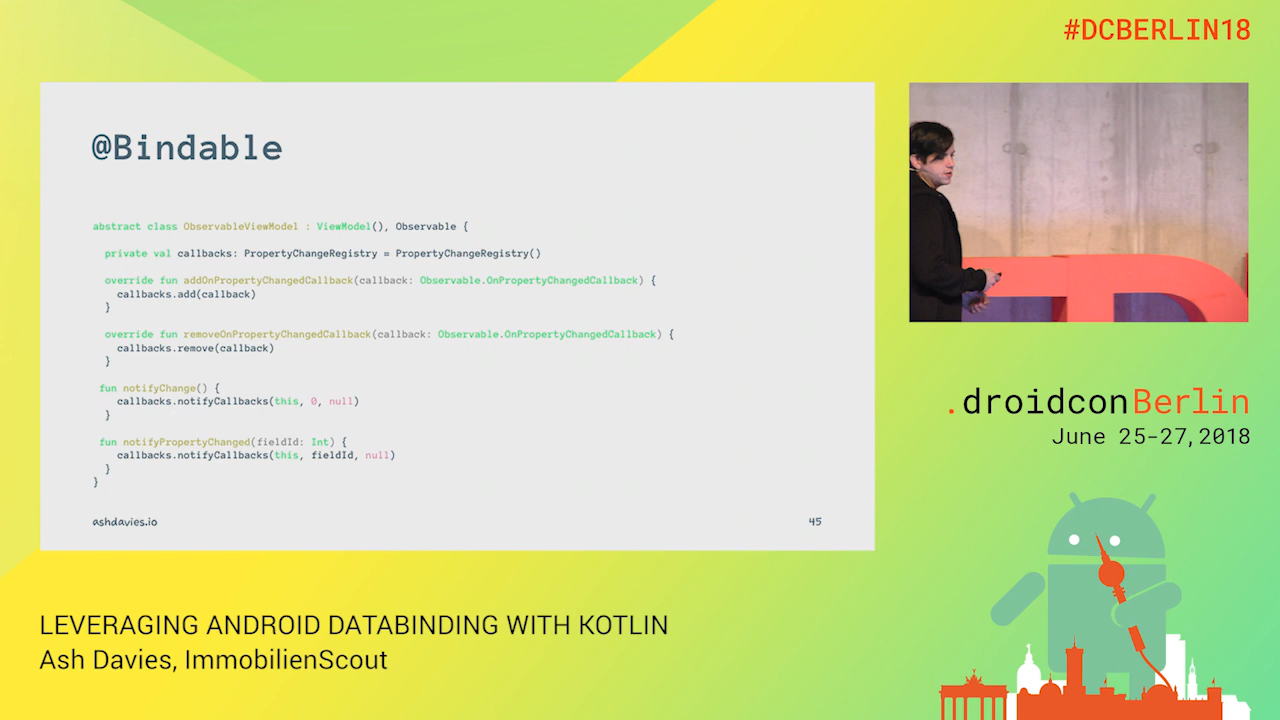 #DCBERLIN18
@Bindable
abstract class ObservableViewModel : ViewModel(), Observable {
private val callbacks: PropertyChangeRegistry = PropertyChangeRegistry()
override fun addOnPropertyChangedCallback(callback: Observable.OnPropertyChangedCallback) {
callbacks.add(callback)
}
override fun removeOnPropertyChangedCallback(callback: Observable.OnPropertyChangedCallback) {
callbacks.remove(callback)
}
fun notifyChange() {
callbacks.notifyCallbacks(this, 0, null)
}
fun notifyPropertyChanged(fieldId: Int) {
callbacks.notifyCallbacks(this, fieldId, null)
}
}
ashdavies.io
45
.droidconBerlin
June 25-27, 2018
LEVERAGING ANDROID DATABINDING WITH KOTLIN
Ash Davies, ImmobilienScout